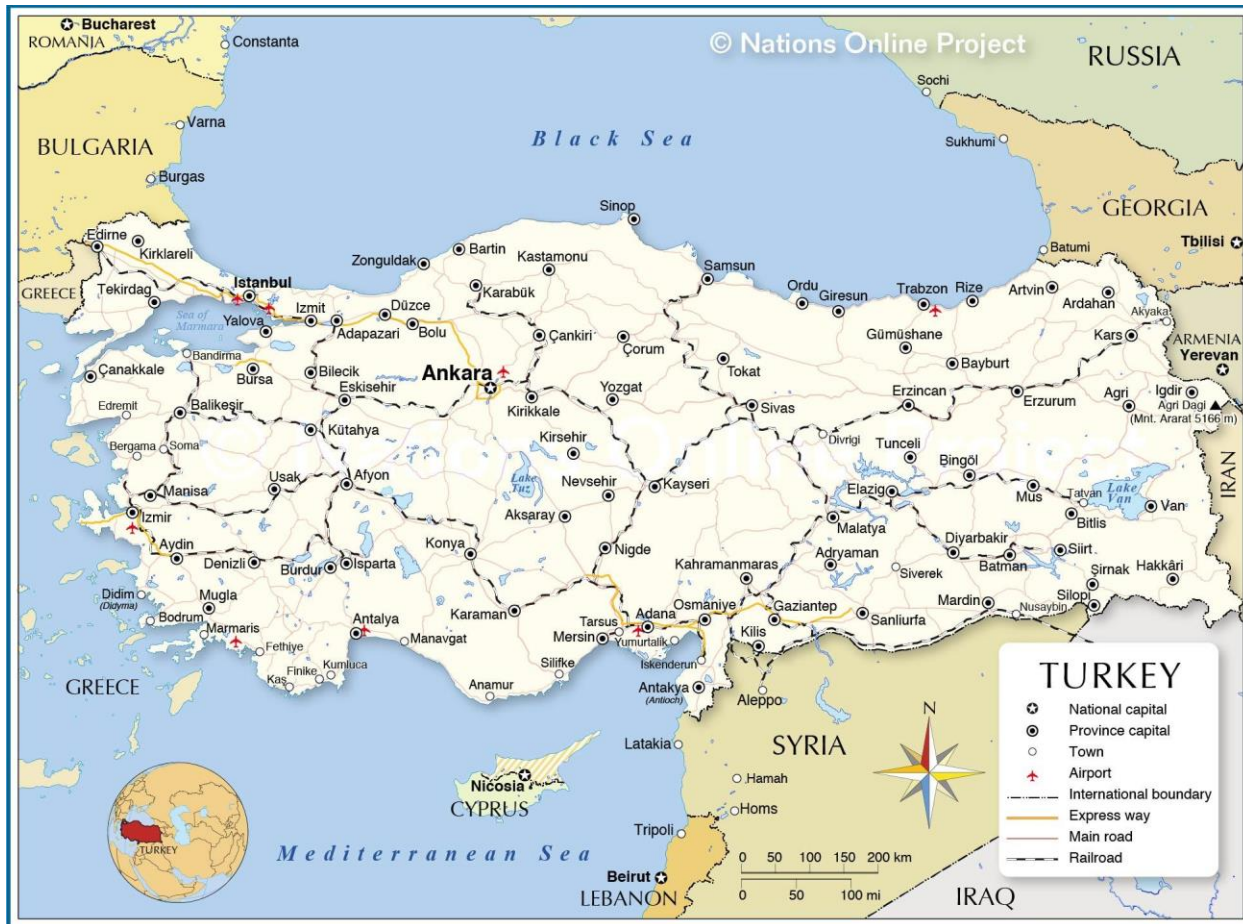 Bucharest
ROMANIA
Constanta
© Nations Online Project
RUSSIA
Sochi
Varna
Black Sea
Sukhumi
BULGARIA
Burgas
GEORGIA
Sinop
Tbilisi
Edirne
Kirklareli
Bartin
Batumi
Zonguldak
Kastamonu
Istanbul
Samsun
GREECE
Tekirdag
Karabük
Ordu
Giresun
Trabzon
Rize
Artvin
Ardahan
Izmit
Düzce
Akyaka
Sea of
Marmara
Yalova
Adapazari
Bolu
Çankiri
Çorum
Gümüshane
Kars
ARMENIA
Yerevan
Bandirma
Çanakkale
Bursa
Bilecik
Ankara
Tokat
Bayburt
Eskisehir
Yozgat
Erzincan
Erzurum
Agri
Igdir
Edremit
Balikeşir
Kirikkale
Sivas
Agri Dagi
(Mnt. Ararat 5166 m)
Kütahya
Divrigi
Tunceli
Bergama
Soma
Kirsehir
© Nations Online Project
IRAN
Usak
Afyon
Lake
Tuz
Nevsehir
Kayseri
Elazig
Bingöl
Mus
Tatvan
Lake
Van
Van
Manisa
Izmir
Aksaray
Malatya
Bitlis
Aydin
Denizli
Burdur
Isparta
Konya
Nigde
Adryaman
Diyarbakir
Batman
Siirt
Kahramanmaras
Siverek
Şirnak
Hakkâri
Didim
(Didyma)
Mugla
Karaman
Adana
Osmaniye
Gaziantep
Mardin
Silopi
Bodrum
Antalya
Tarsus
Sanliurfa
Nusaybin
Marmaris
Manavgat
Mersin
Yumurtalik
Kilis
Fethiye
GREECE
Finike
Kumluca
Kaş
Silifke
Iskenderun
Anamur
Antakya
(Antioch)
Aleppo
TURKEY
National capital
Province capital
Town
Airport
International boundary
Express way
Main road
Railroad
N
Latakia
SYRIA
Nicosia
CYPRUS
Hamah
Homs
Tripoli
TURKEY
Mediterranean Sea
0 50 100 150 200 km
0 50 100 mi
Beirut
LEBANON
IRAQ